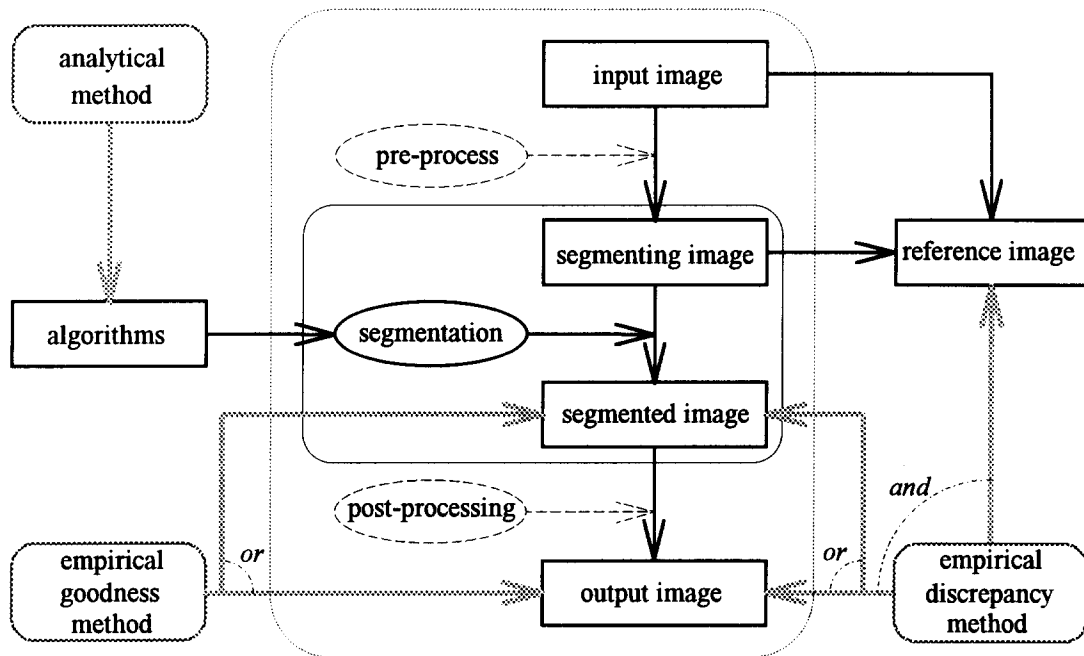 analytical
method
input image
pre-process
segmenting image
reference image
algorithms
segmentation
segmented image
and
post-processing
or
or
empirical
goodness
method
output image
empirical
discrepancy
method